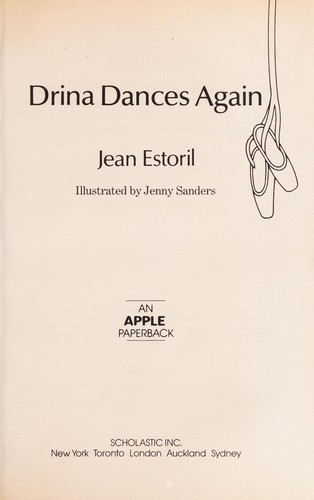 Drina Dances Again
Jean Estoril
Illustrated by Jenny Sanders
AN
APPLE
PAPERBACK
SCHOLASTIC INC.
New York Toronto London Auckland Sydney